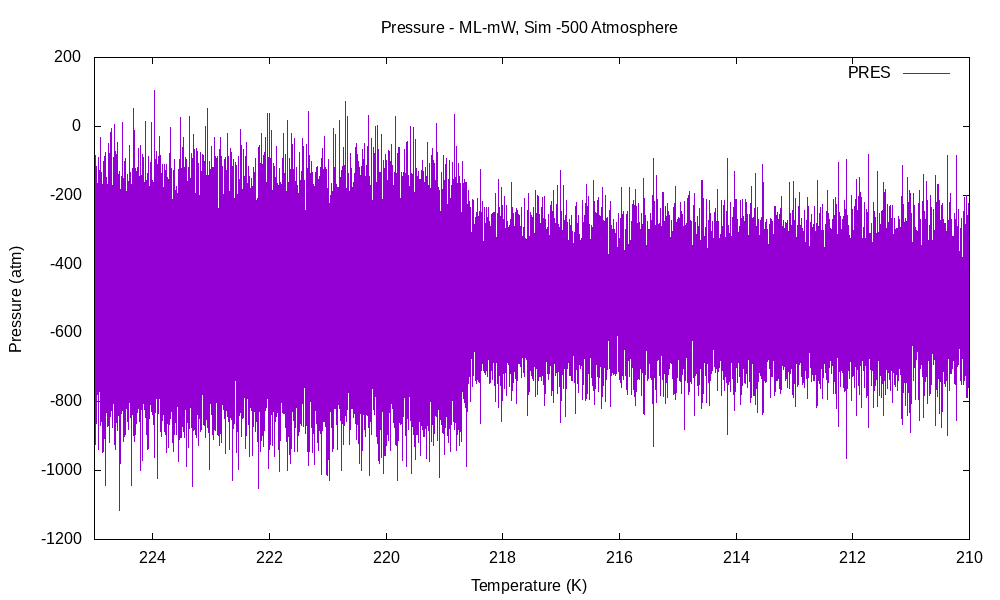 Pressure - ML-mW, Sim -500 Atmosphere
PRES
200
0
-200
-400
-600
-800
-1000
-1200
Pressure (atm)
224 222 220 218 216 214 212 210
Temperature (K)